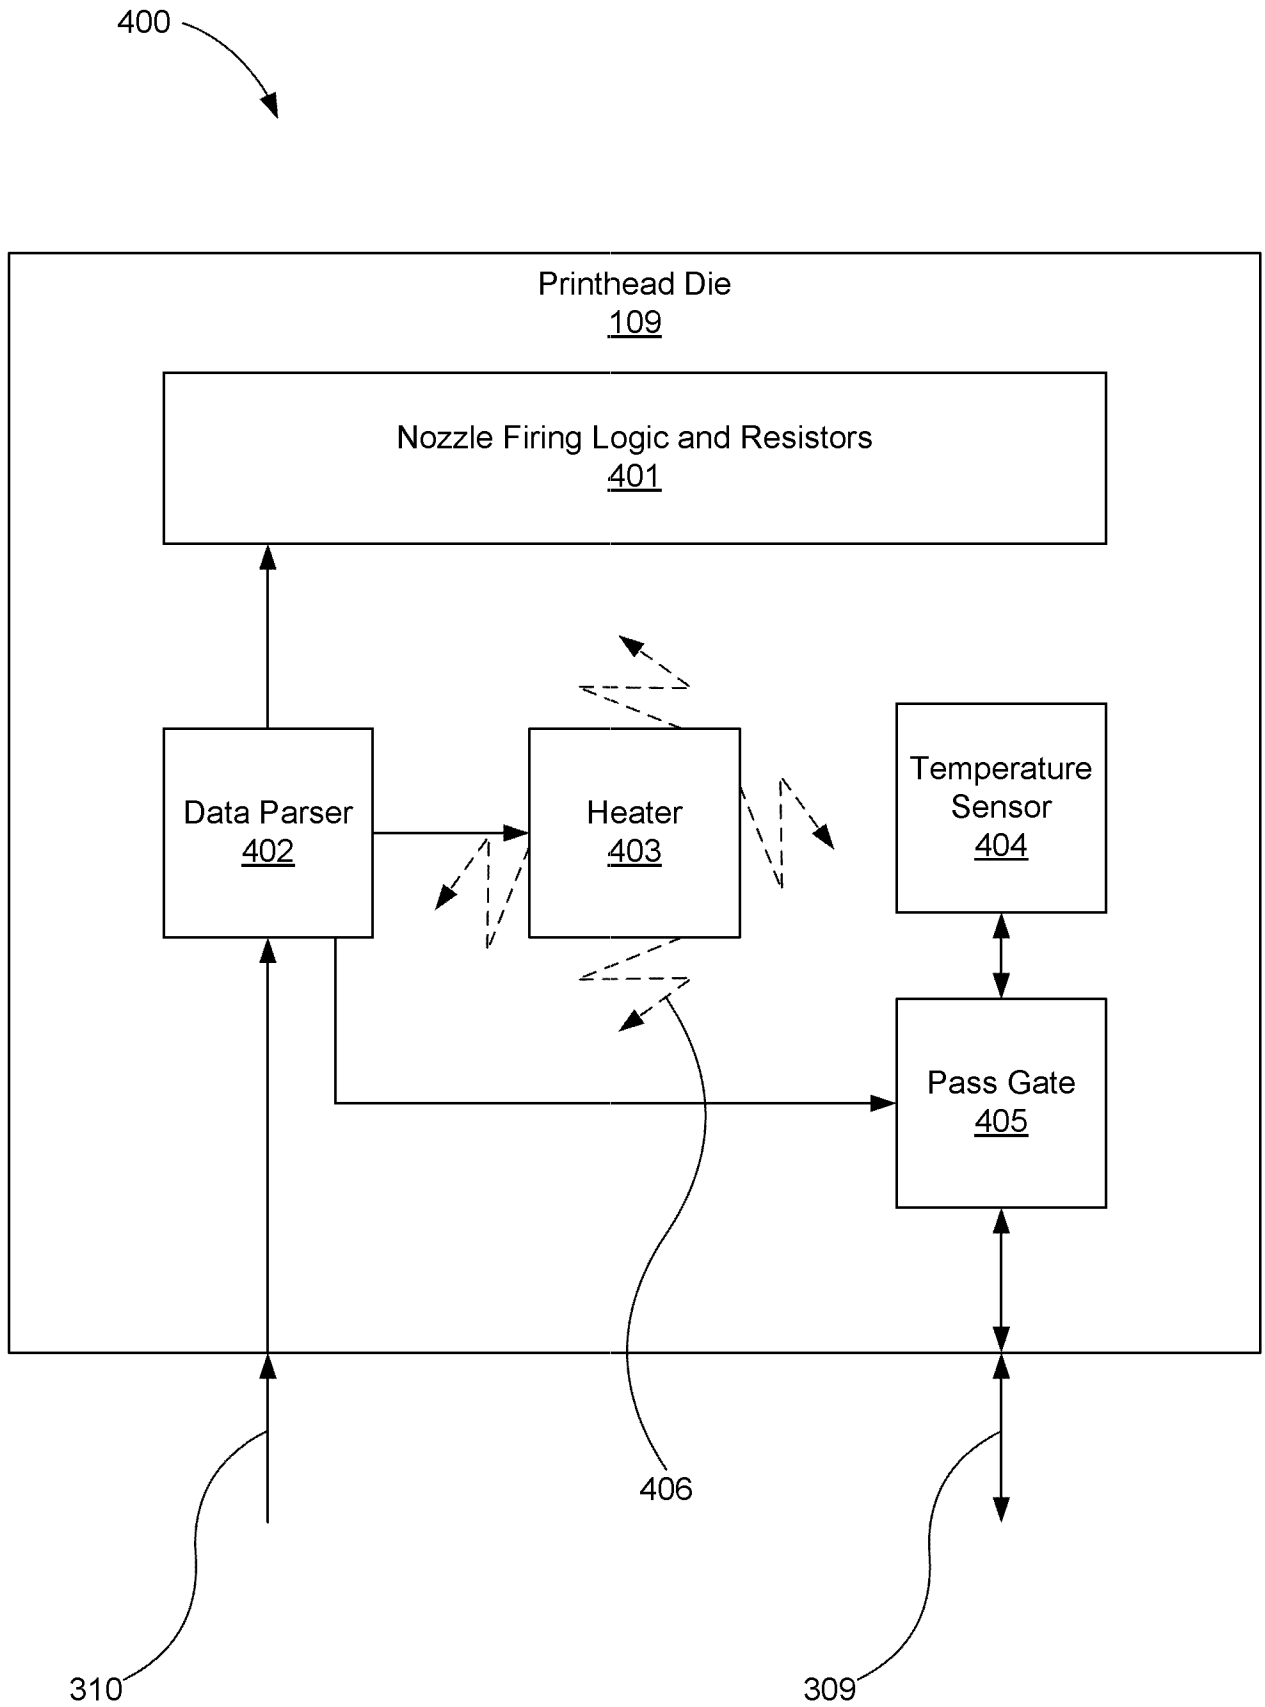 400
Printhead Die
109
Nozzle Firing Logic and Resistors
401
Data Parser
402
Heater
403
Temperature
Sensor
404
Pass Gate
405
406
310
309